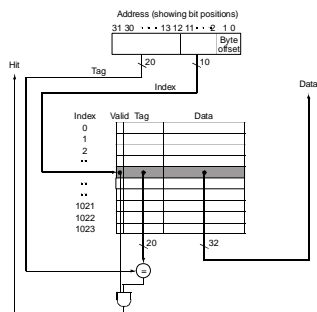 Address (showing bit positions)
31 30 · · · 13 12 11 · · 2 1 0
Byte
offset
Hit
20
10
Tag
Index
Data
Index Valid Tag Data
0
1
2
··
··
··
1021
1022
1023
20
32
=